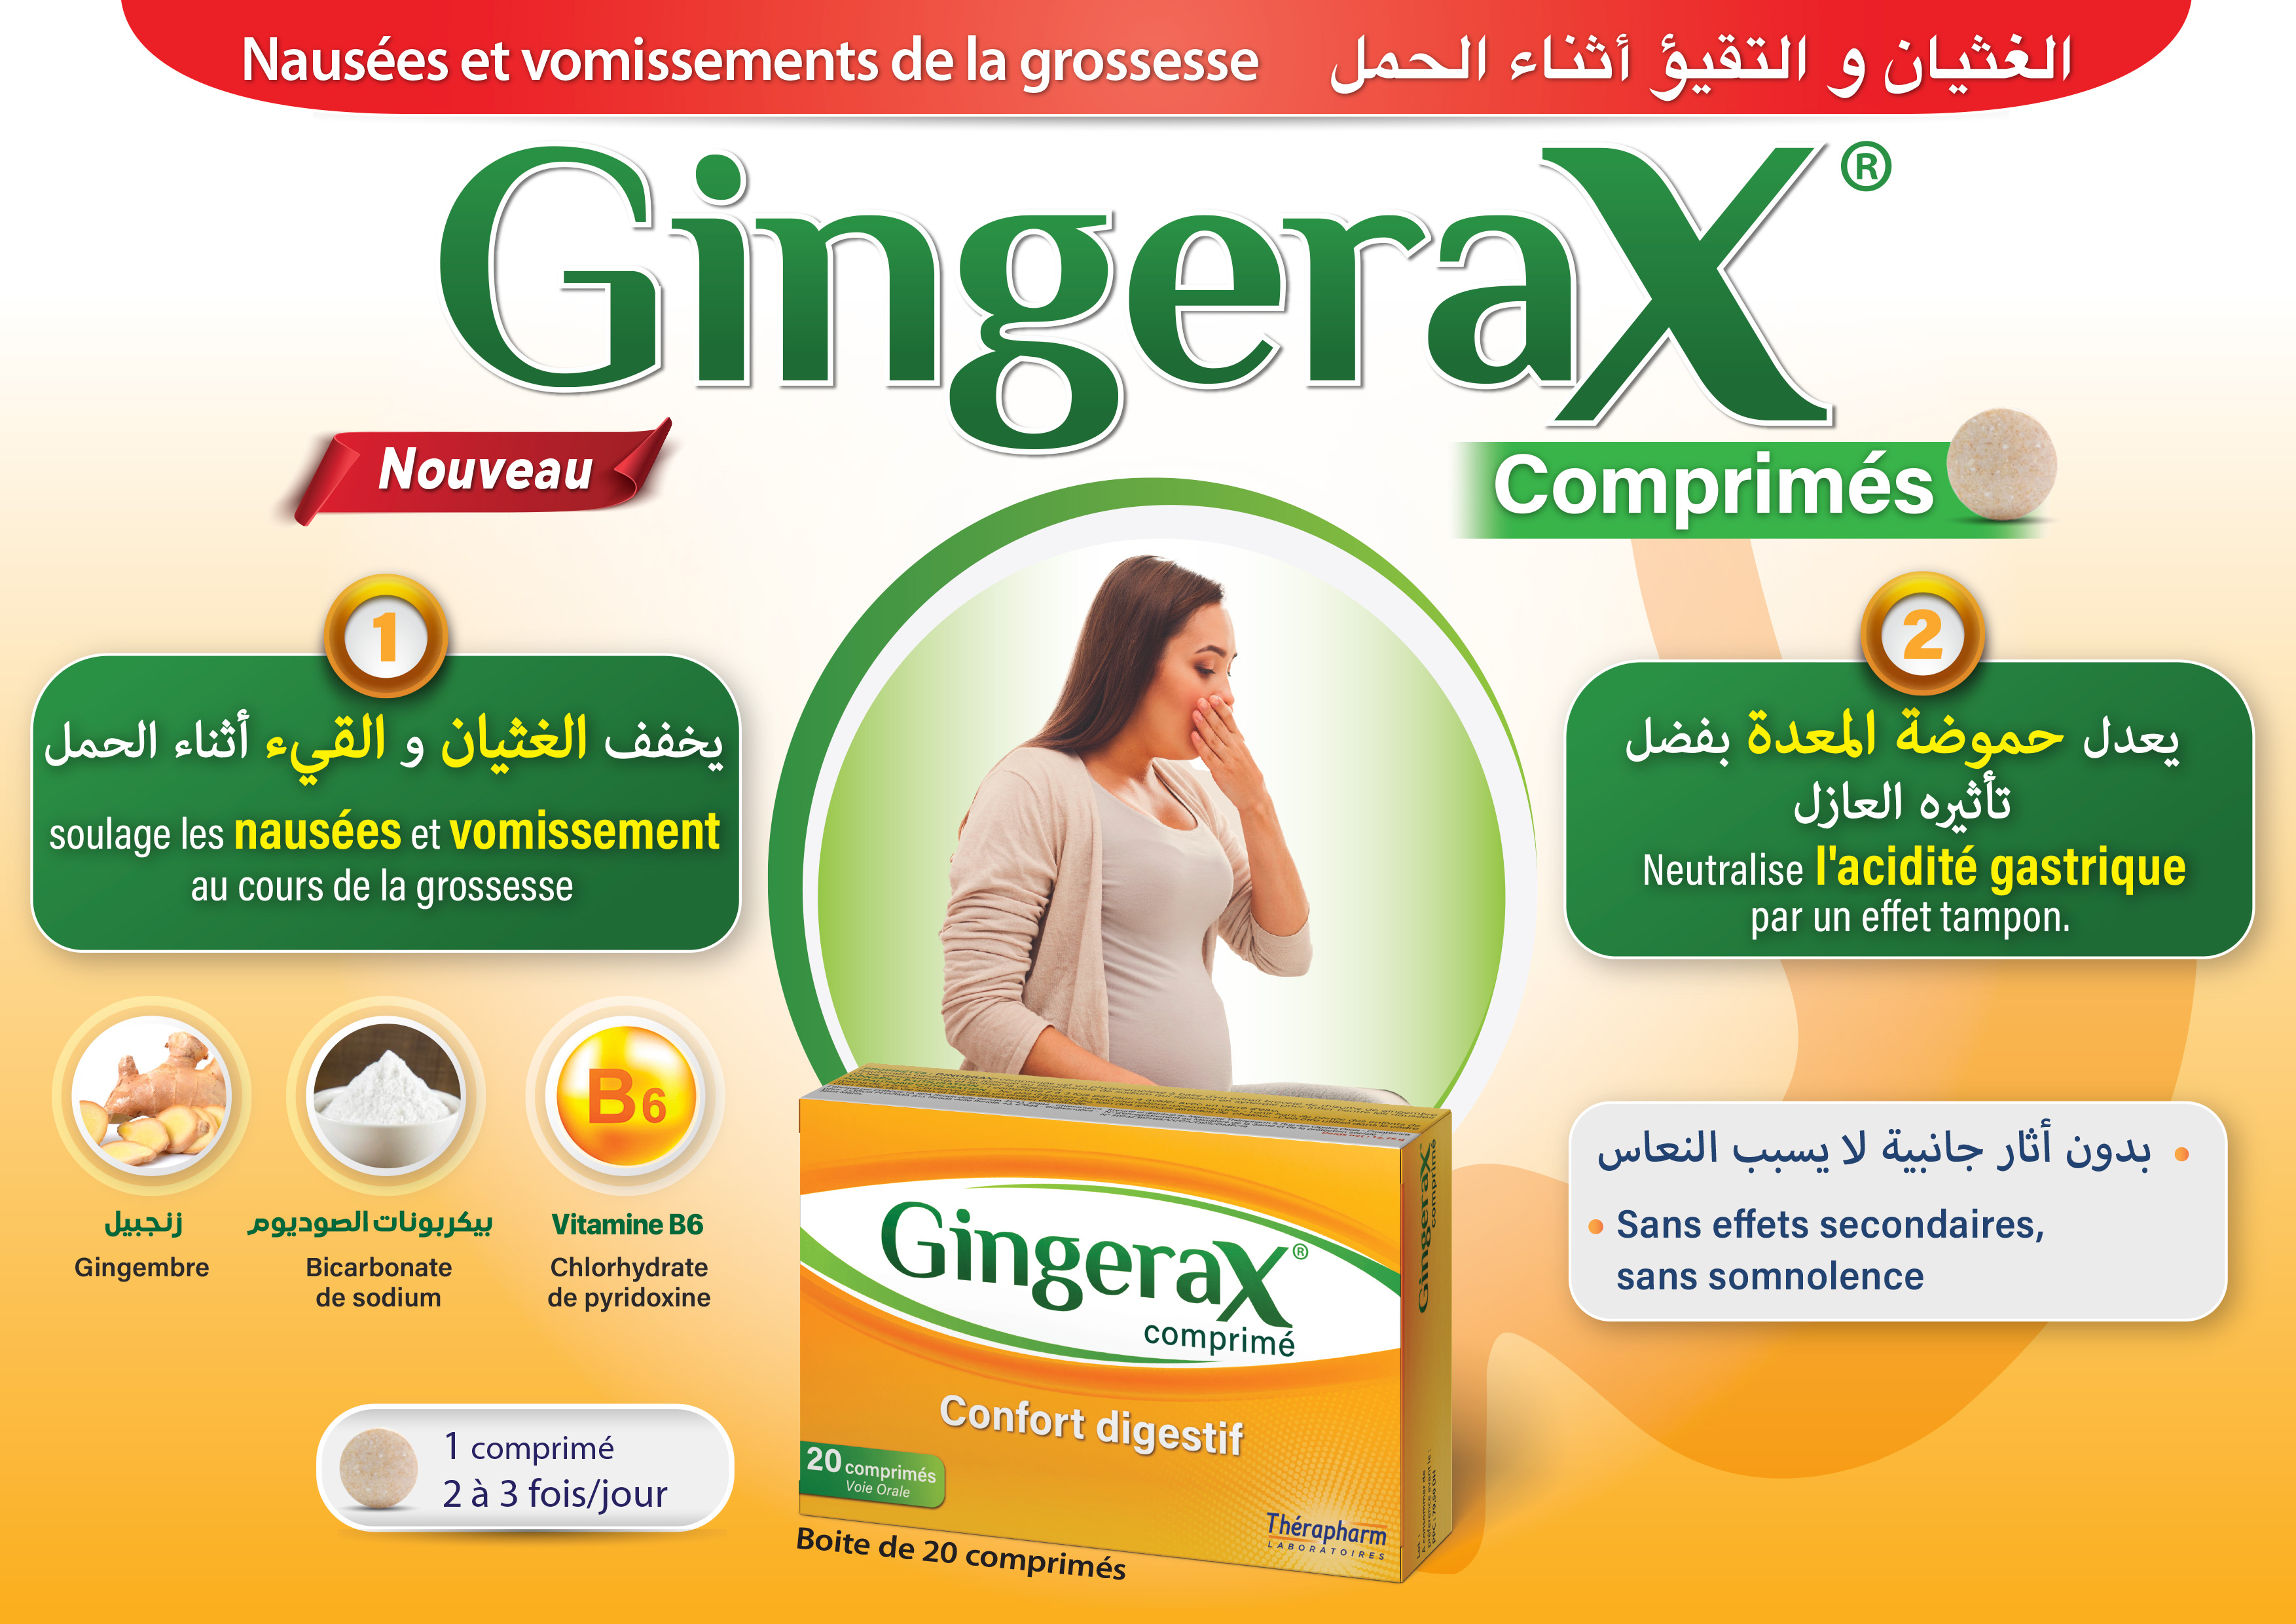 Nausées et vomissements de la grossesse
الغثيان و التقيؤ أثناء الحمل
GingeraX®
Nouveau
Comprimés
1
يخفف الغثيان و القيء أثناء الحمل
soulage les nausées et vomissement
au cours de la grossesse
2
يعدل حموضة المعدة بفضل
تأثيره العازل
Neutralise l'acidité gastrique
par un effet tampon.
زنجبيل
Gingembre
بيكربونات الصوديوم
Bicarbonate
de sodium
B6
Vitamine B6
Chlorhydrate
de pyridoxine
• بدون أثار جانبية لا يسبب النعاس
• Sans effets secondaires,
sans somnolence
1 comprimé
2 à 3 fois/jour
GingeraX®
comprimé
Confort digestif
20 comprimés
Voie Orale
Thérapharm
LABORATOIRES
GingeraX
comprimé
Boite de 20 comprimés